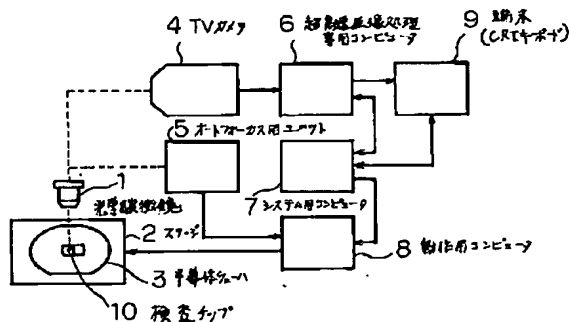 4 TVカメラ
6 超高速画像処理
専用コンピュータ
9 端末
(CRTキーボード)
5 オートフォーカス用ユニット
1
光学顕微鏡
7 システム用コンピュータ
2 ステージ
8 動作用コンピュータ
3 半導体ウェーハ
10 検査チップ